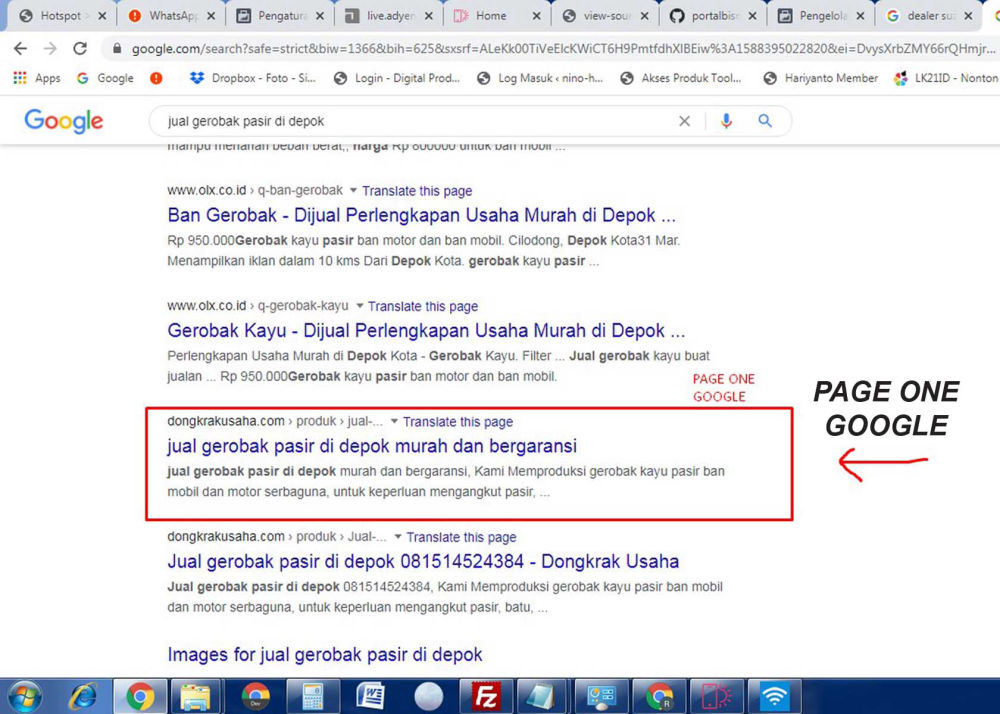 Hotspot >
WhatsApp
Pengatura
live.adyen
Home
view-sour
portalbisn
Pengelola
dealer suz
google.com/search?safe=strict&biw=1366&bih=625&sxsrf=ALeKk00TiVeElcKWiCT6H9PmtfdhXlBEiw%3A1588395022820&ei=DvysXrbZMY66rQHmjr...
Apps
Google
Dropbox - Foto - Si...
Login - Digital Prod...
Log Masuk ‹ nino-h...
Akses Produk Tool...
Hariyanto Member
LK21ID - Nonton
Google
jual gerobak pasir di depok
mampu menahan beban berat,, harga Rp 800000 untuk ban mobil ...
www.olx.co.id › q-ban-gerobak Translate this page
Ban Gerobak - Dijual Perlengkapan Usaha Murah di Depok ...
Rp 950.000Gerobak kayu pasir ban motor dan ban mobil. Cilodong, Depok Kota31 Mar.
Menampilkan iklan dalam 10 kms Dari Depok Kota. gerobak kayu pasir ...
www.olx.co.id › q-gerobak-kayu Translate this page
Gerobak Kayu - Dijual Perlengkapan Usaha Murah di Depok ...
Perlengkapan Usaha Murah di Depok Kota - Gerobak Kayu. Filter ... Jual gerobak kayu buat
jualan ... Rp 950.000Gerobak kayu pasir ban motor dan ban mobil.
PAGE ONE
GOOGLE
PAGE ONE
GOOGLE
dongkrakusaha.com › produk › jual-... Translate this page
jual gerobak pasir di depok murah dan bergaransi
jual gerobak pasir di depok murah dan bergaransi, Kami Memproduksi gerobak kayu pasir ban
mobil dan motor serbaguna, untuk keperluan mengangkut pasir, ...
dongkrakusaha.com › produk › Jual-... Translate this page
Jual gerobak pasir di depok 081514524384 - Dongkrak Usaha
Jual gerobak pasir di depok 081514524384, Kami Memproduksi gerobak kayu pasir ban mobil
dan motor serbaguna, untuk keperluan mengangkut pasir, batu, ...
Images for jual gerobak pasir di depok
Dev
W
Fz
R